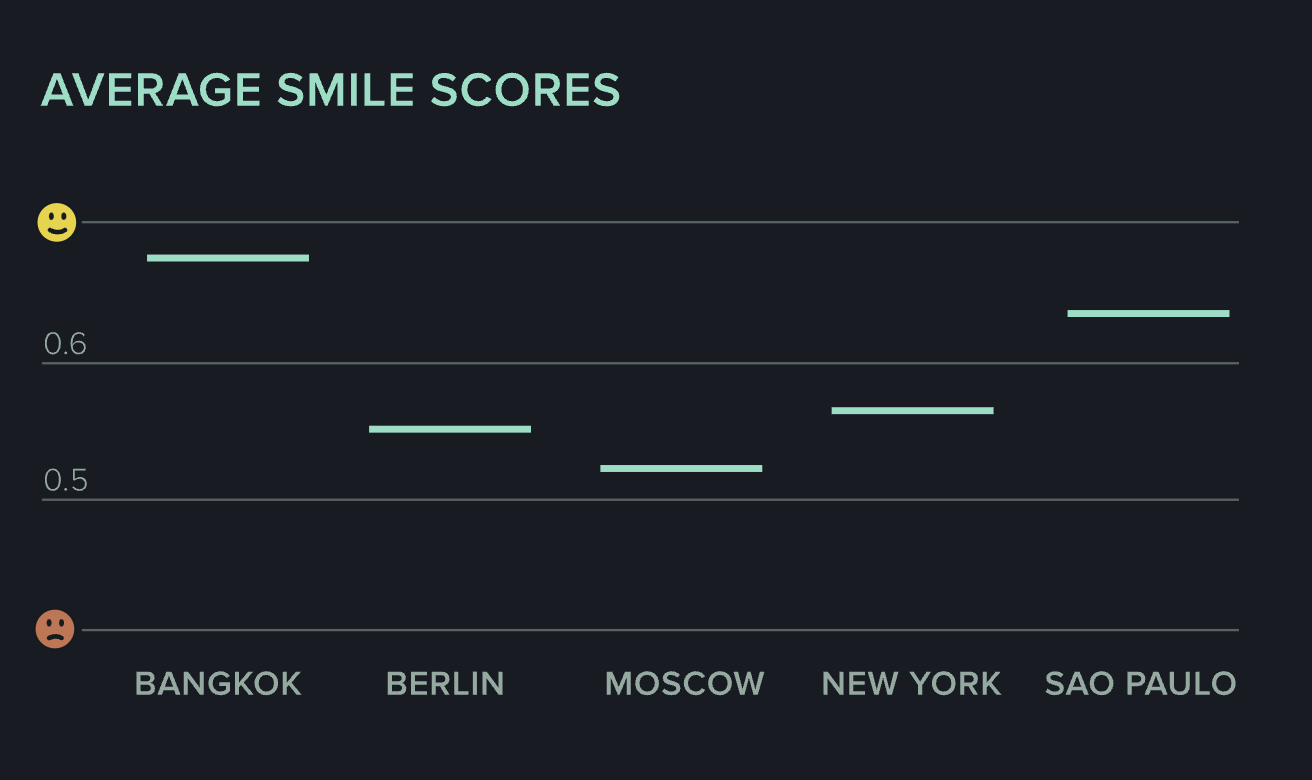 AVERAGE SMILE SCORES
0.6
0.5
BANGKOK BERLIN MOSCOW NEW YORK SAO PAULO